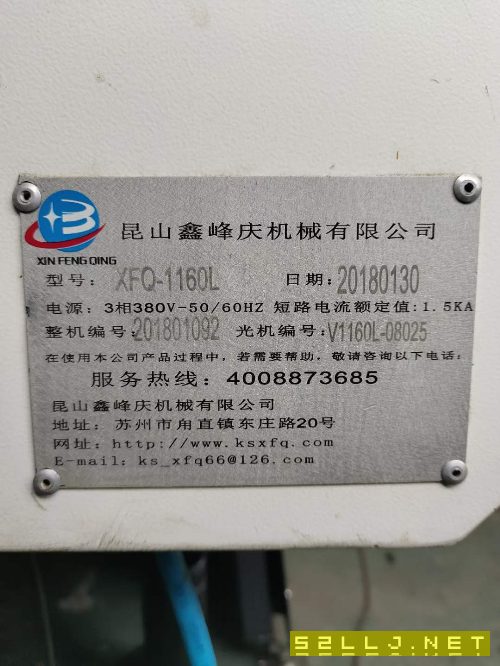 昆山鑫峰庆机械有限公司
XIN FENG QING
型号: XFQ-1160L 日期: 20180130
电源: 3相380V-50/60HZ 短路电流额定值: 1.5KA
整机编号: 201801092 光机编号: V1160L-08025
在使用本公司产品过程中, 若需要帮助, 敬请咨询以下电话:
服务热线: 4008873685
昆山鑫峰庆机械有限公司
地址: 苏州市甪直镇东庄路20号
网址: http://www.ksxfq.com
E-mail: ks_xfq66@126.com
52LLJ.NET